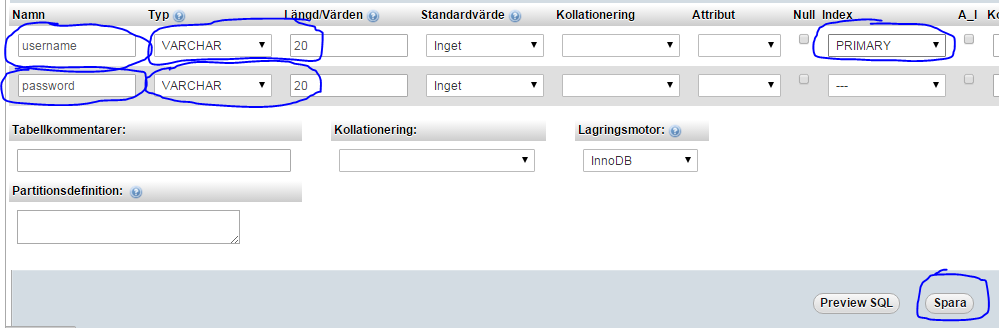 Namn Typ Längd/Värden Standardvärde Kollationering Attribut Null Index A_I
username VARCHAR 20 Inget PRIMARY
password VARCHAR 20 Inget ---
Tabellkommentarer: Kollationering: Lagringsmotor:
InnoDB
Partitionsdefinition:
Preview SQL Spara